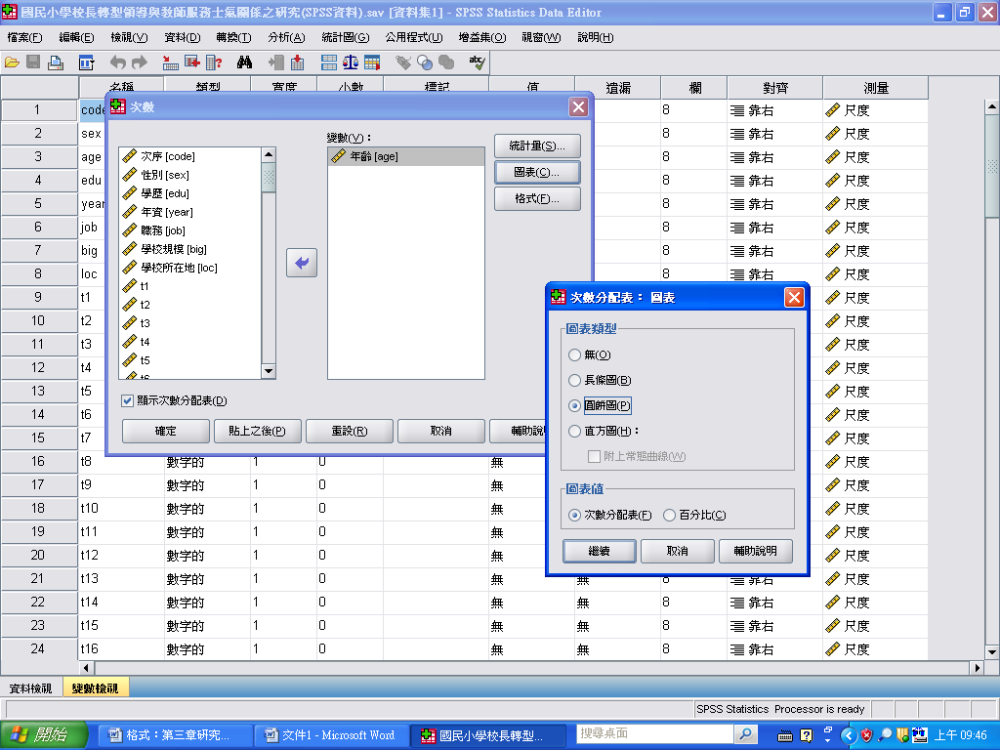 國民小學校長轉型領導與教師服務士氣關係之研究(SPSS資料).sav [資料集1] - SPSS Statistics Data Editor
檔案(F) 編輯(E) 檢視(V) 資料(D) 轉換(T) 分析(A) 統計圖(G) 公用程式(U) 增益集(O) 視窗(W) 說明(H)
名稱 類型 寬度 小數 標記 值 遺漏 欄 對齊 測量
1 code 8 靠右 尺度
2 sex 8 靠右 尺度
3 age 8 靠右 尺度
4 edu 8 靠右 尺度
5 year 8 靠右 尺度
6 job 8 靠右 尺度
7 big 8 靠右 尺度
8 loc 8 靠右 尺度
9 t1 尺度
10 t2 尺度
11 t3 尺度
12 t4 尺度
13 t5 尺度
14 t6 尺度
15 t7 尺度
16 t8 數字的 1 0 無 尺度
17 t9 數字的 1 0 無 尺度
18 t10 數字的 1 0 無 尺度
19 t11 數字的 1 0 無 尺度
20 t12 數字的 1 0 無 尺度
21 t13 數字的 1 0 無 無 8 靠右 尺度
22 t14 數字的 1 0 無 無 8 靠右 尺度
23 t15 數字的 1 0 無 無 8 靠右 尺度
24 t16 數字的 1 0 無 無 8 靠右 尺度
次數
次序 [code]
性別 [sex]
學歷 [edu]
年資 [year]
職務 [job]
學校規模 [big]
學校所在地 [loc]
t1
t2
t3
t4
t5
t6
變數(V):
年齡 [age]
統計量(S)...
圖表(C)...
格式(F)...
顯示次數分配表(D)
確定 貼上之後(P) 重設(R) 取消 輔助說明
次數分配表: 圖表
圖表類型
無(O)
長條圖(B)
圓餅圖(P)
直方圖(H):
附上常態曲線(W)
圖表值
次數分配表(F) 百分比(C)
繼續 取消 輔助說明
資料檢視 變數檢視
SPSS Statistics Processor is ready
開始 格式:第三章研究... 文件1 - Microsoft Word 國民小學校長轉型... 搜尋桌面 上午 09:46